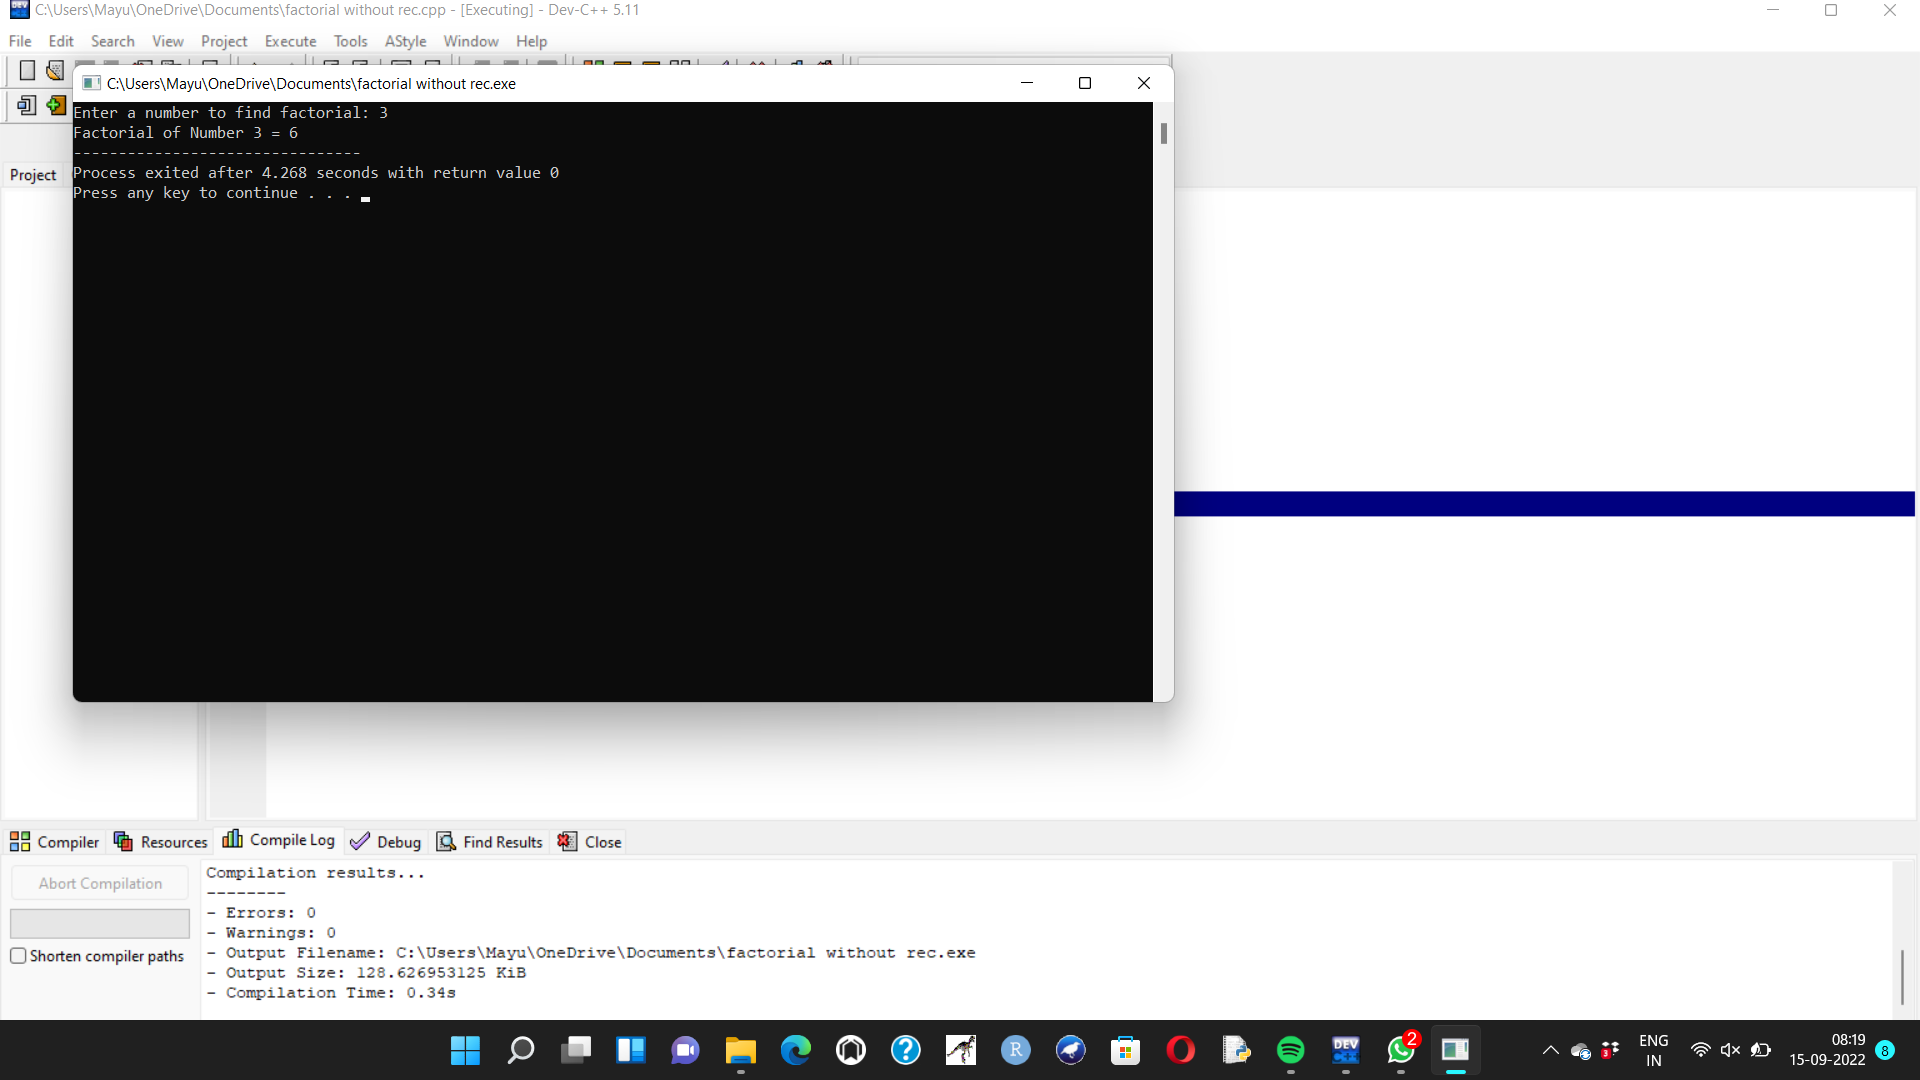 C:\Users\Mayu\OneDrive\Documents\factorial without rec.cpp - [Executing] - Dev-C++ 5.11
File Edit Search View Project Execute Tools AStyle Window Help
C:\Users\Mayu\OneDrive\Documents\factorial without rec.exe
Enter a number to find factorial: 3
Factorial of Number 3 = 6
--------------------------------
Process exited after 4.268 seconds with return value 0
Press any key to continue . . .
Project
Compiler Resources Compile Log Debug Find Results Close
Abort Compilation
Shorten compiler paths
Compilation results...
--------
- Errors: 0
- Warnings: 0
- Output Filename: C:\Users\Mayu\OneDrive\Documents\factorial without rec.exe
- Output Size: 128.626953125 KiB
- Compilation Time: 0.34s
R
DEV
C++
2
3
ENG
IN
08:19
15-09-2022
8